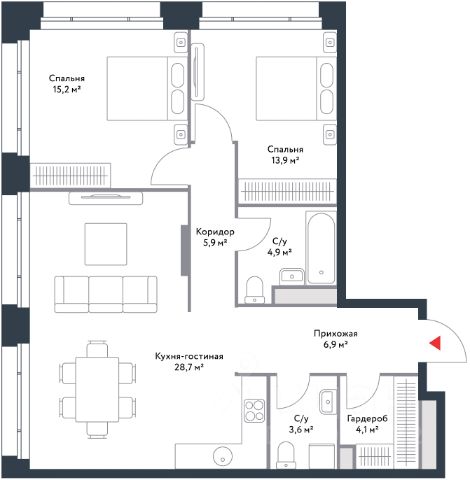 Спальня
15,2 м²
Спальня
13,9 м²
Коридор
5,9 м²
С/у
4,9 м²
Прихожая
6,9 м²
Кухня-гостиная
28,7 м²
С/у
3,6 м²
Гардероб
4,1 м²